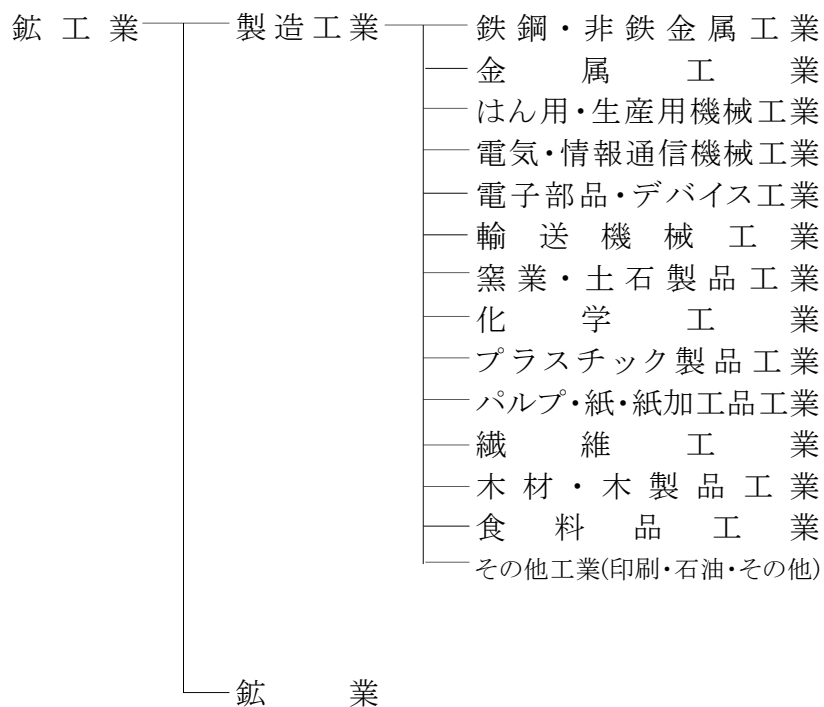 鉱工業 製造工業 鉄鋼・非鉄金属工業
金属工業
はん用・生産用機械工業
電気・情報通信機械工業
電子部品・デバイス工業
輸送機械工業
窯業・土石製品工業
化学工業
プラスチック製品工業
パルプ・紙・紙加工品工業
繊維工業
木材・木製品工業
食料品工業
その他工業(印刷・石油・その他)
鉱業